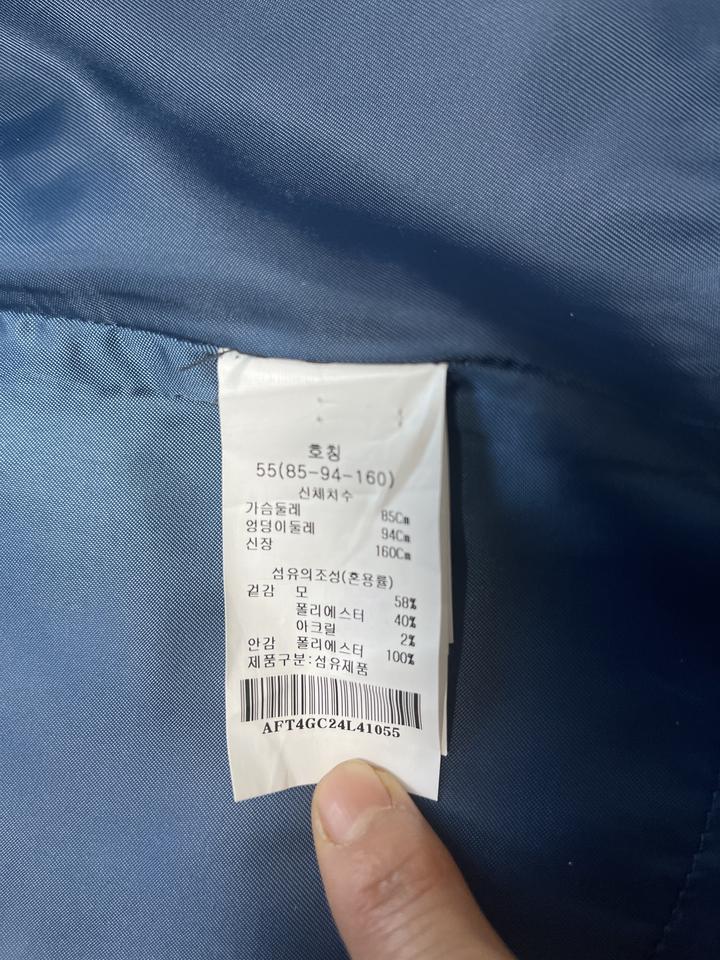 호칭
55(85-94-160)
신체치수
가슴둘레 85Cm
엉덩이둘레 94Cm
신장 160Cm
섬유의조성(혼용률)
겉감 모 58%
폴리에스터 40%
아크릴 2%
안감 폴리에스터 100%
제품구분:섬유제품
AFT4GC24L41055